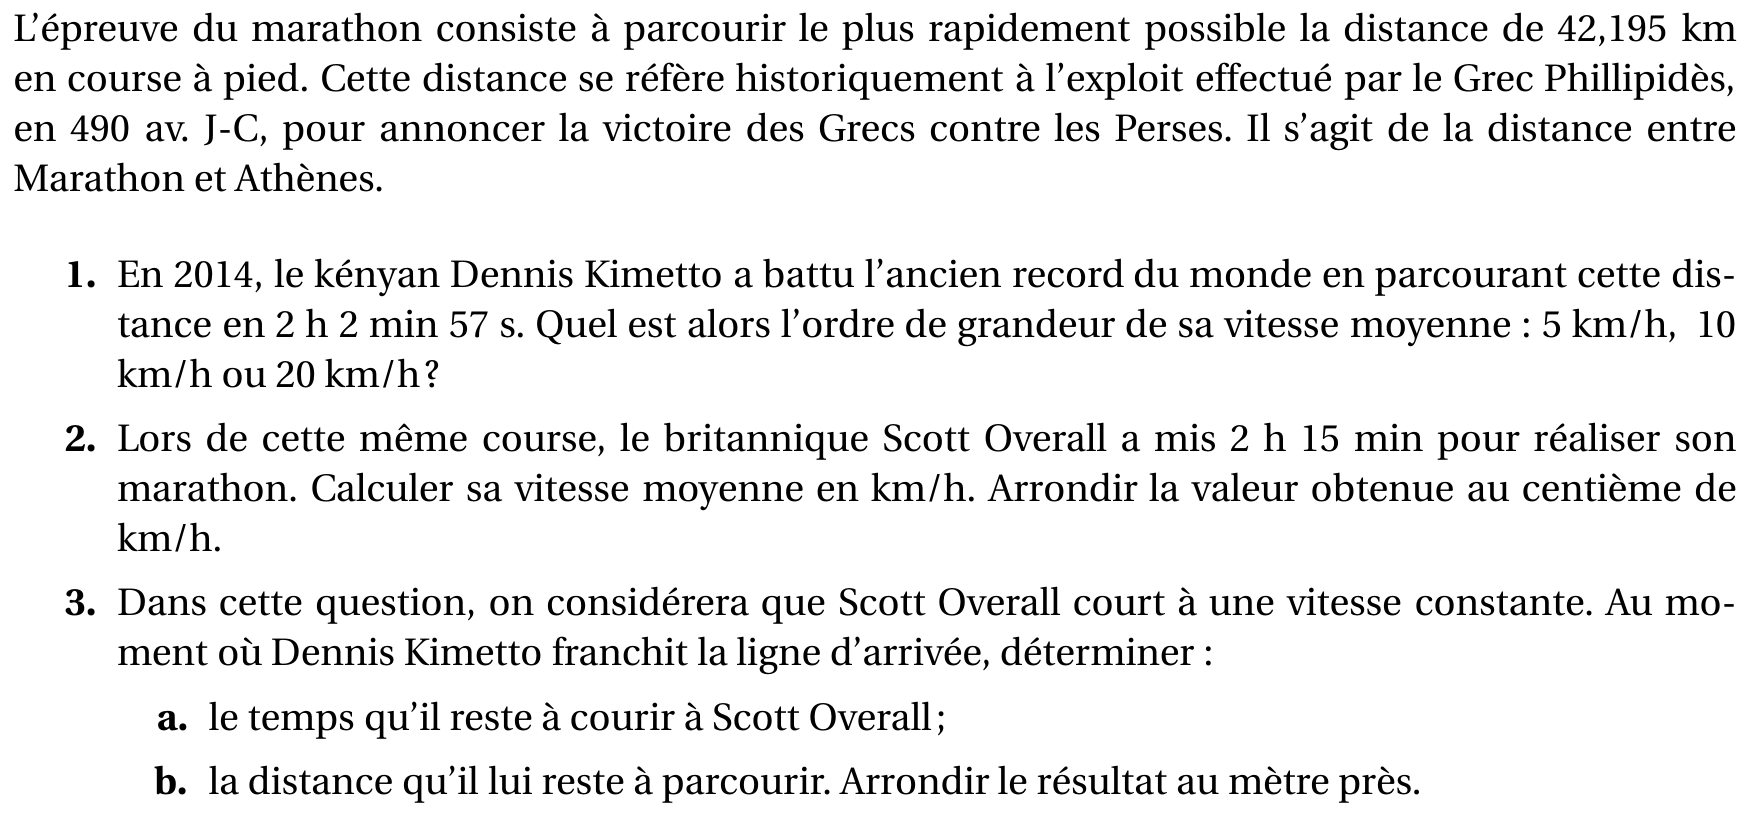 L’épreuve du marathon consiste à parcourir le plus rapidement possible la distance de 42,195 km
en course à pied. Cette distance se réfère historiquement à l’exploit effectué par le Grec Phillipidès,
en 490 av. J-C, pour annoncer la victoire des Grecs contre les Perses. Il s’agit de la distance entre
Marathon et Athènes.
1. En 2014, le kényan Dennis Kimetto a battu l’ancien record du monde en parcourant cette dis-
tance en 2 h 2 min 57 s. Quel est alors l’ordre de grandeur de sa vitesse moyenne : 5 km/h, 10
km/h ou 20 km/h ?
2. Lors de cette même course, le britannique Scott Overall a mis 2 h 15 min pour réaliser son
marathon. Calculer sa vitesse moyenne en km/h. Arrondir la valeur obtenue au centième de
km/h.
3. Dans cette question, on considérera que Scott Overall court à une vitesse constante. Au mo-
ment où Dennis Kimetto franchit la ligne d’arrivée, déterminer :
a. le temps qu’il reste à courir à Scott Overall ;
b. la distance qu’il lui reste à parcourir. Arrondir le résultat au mètre près.